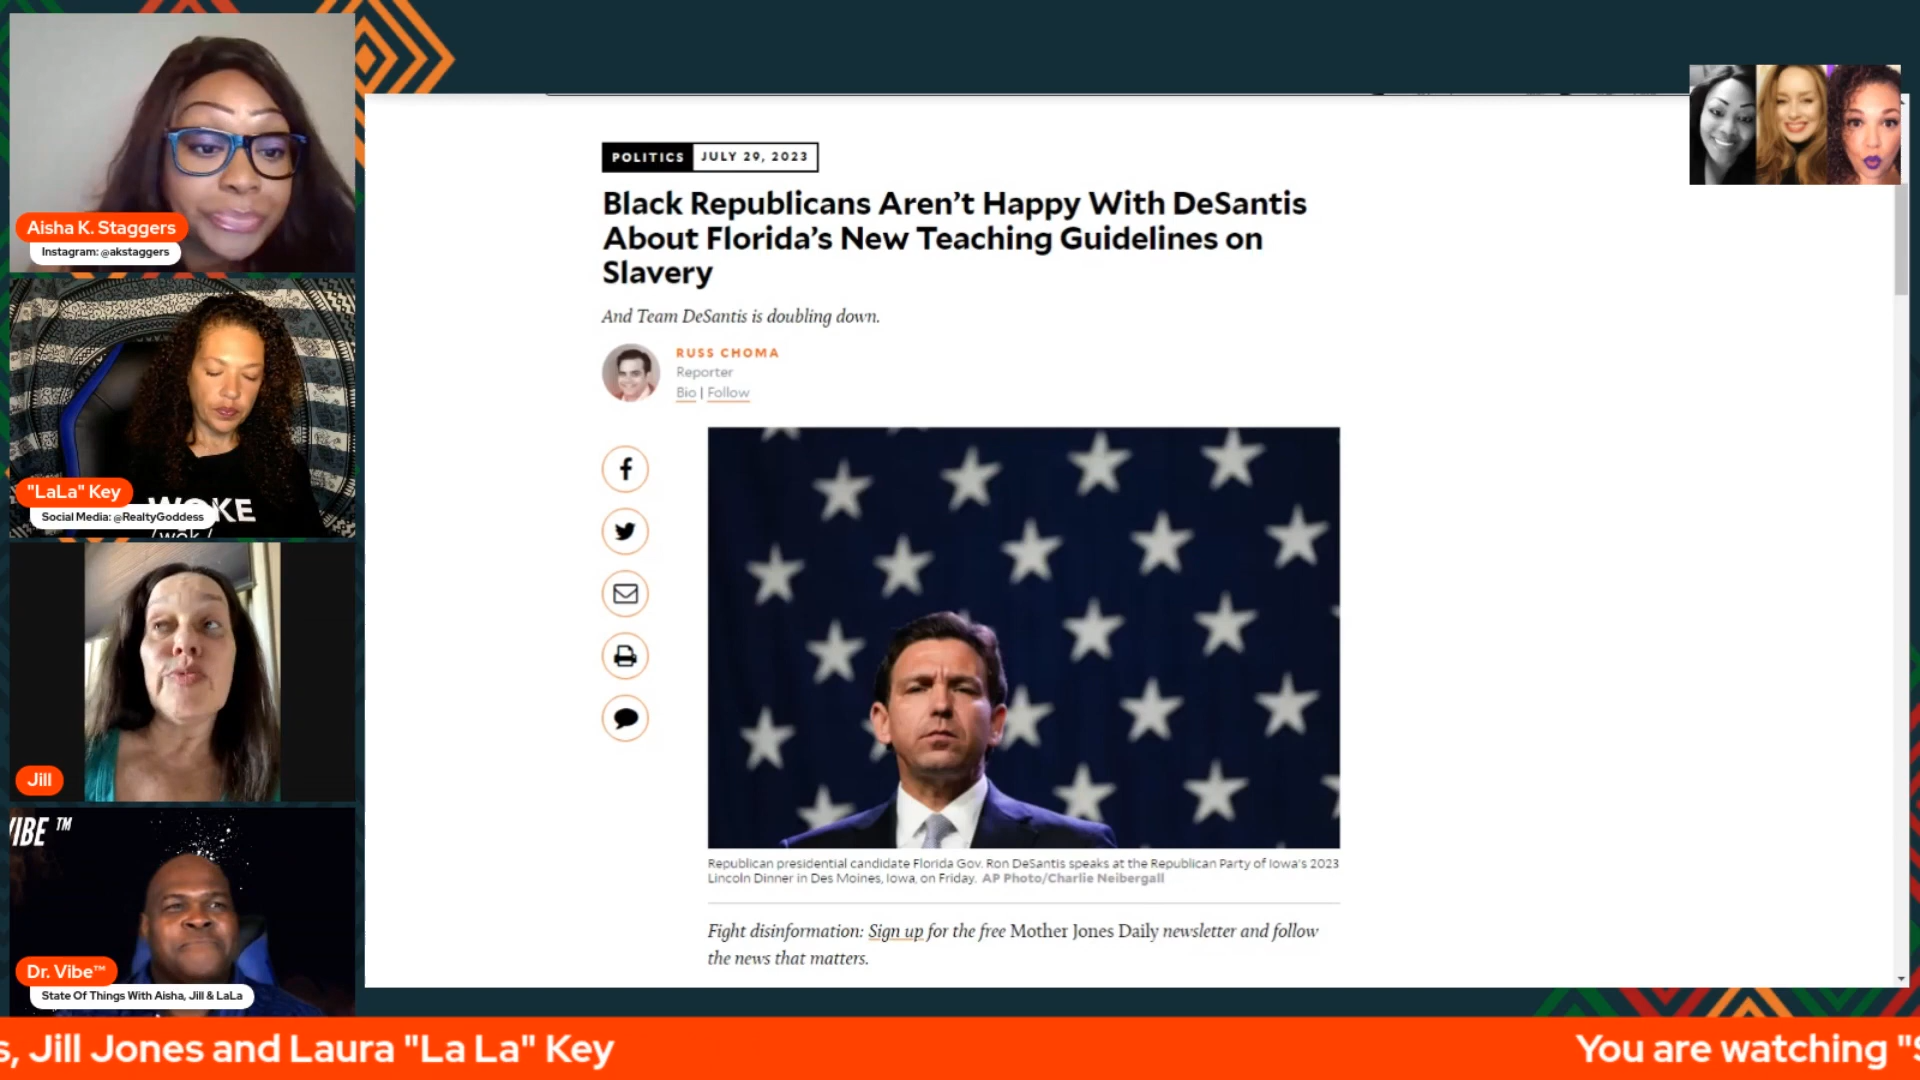 Aisha K. Staggers
Instagram: @akstaggers
"LaLa" Key
Social Media: @RealtyGoddess
WOKE
/wok/
Jill
VIBE ™
Dr. Vibe™
State Of Things With Aisha, Jill & LaLa
POLITICS JULY 29, 2023
Black Republicans Aren’t Happy With DeSantis
About Florida’s New Teaching Guidelines on
Slavery
And Team DeSantis is doubling down.
RUSS CHOMA
Reporter
Bio | Follow
Republican presidential candidate Florida Gov. Ron DeSantis speaks at the Republican Party of Iowa's 2023
Lincoln Dinner in Des Moines, Iowa, on Friday. AP Photo/Charlie Neibergall
Fight disinformation: Sign up for the free Mother Jones Daily newsletter and follow
the news that matters.
s, Jill Jones and Laura "La La" Key
You are watching "S